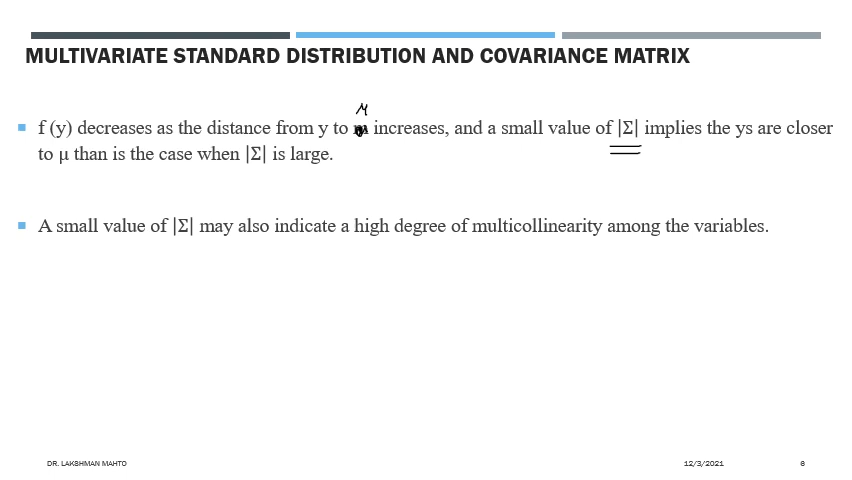 MULTIVARIATE STANDARD DISTRIBUTION AND COVARIANCE MATRIX
μ
f (y) decreases as the distance from y to m increases, and a small value of |Σ| implies the ys are closer
to μ than is the case when |Σ| is large.
A small value of |Σ| may also indicate a high degree of multicollinearity among the variables.
DR. LAKSHMAN MAHTO 12/3/2021 6